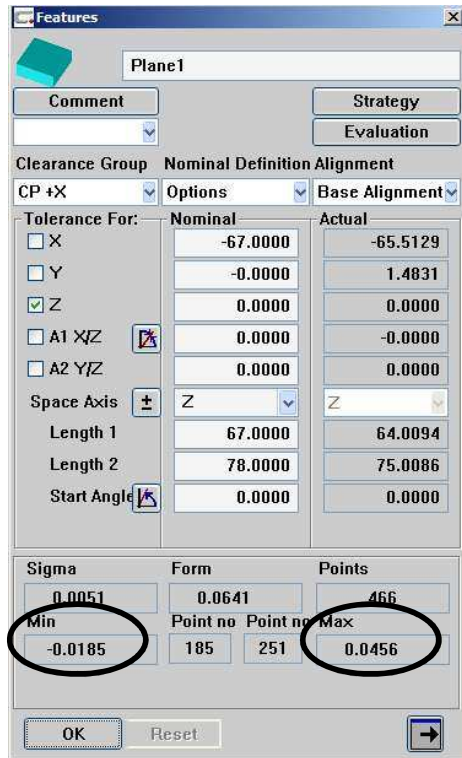 Features
Plane1
Comment Strategy
Evaluation
Clearance Group Nominal Definition Alignment
CP +X Options Base Alignment
Tolerance For: Nominal Actual
X -67.0000 -65.5129
Y -0.0000 1.4831
Z 0.0000 0.0000
A1 X/Z 0.0000 -0.0000
A2 Y/Z 0.0000 0.0000
Space Axis ± Z Z
Length 1 67.0000 64.0094
Length 2 78.0000 75.0086
Start Angle 0.0000 0.0000
Sigma Form Points
0.0051 0.0641 466
Min Point no Point no Max
-0.0185 185 251 0.0456
OK Reset